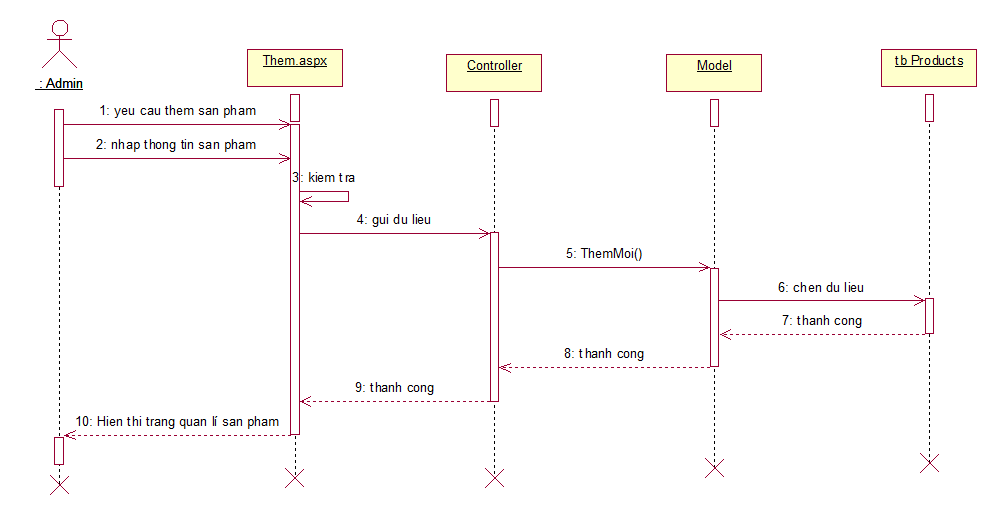 : Admin
Them.aspx
Controller
Model
tb Products
1: yeu cau them san pham
2: nhap thong tin san pham
3: kiem tra
4: gui du lieu
5: ThemMoi()
6: chen du lieu
7: thanh cong
8: thanh cong
9: thanh cong
10: Hien thi trang quan lí san pham